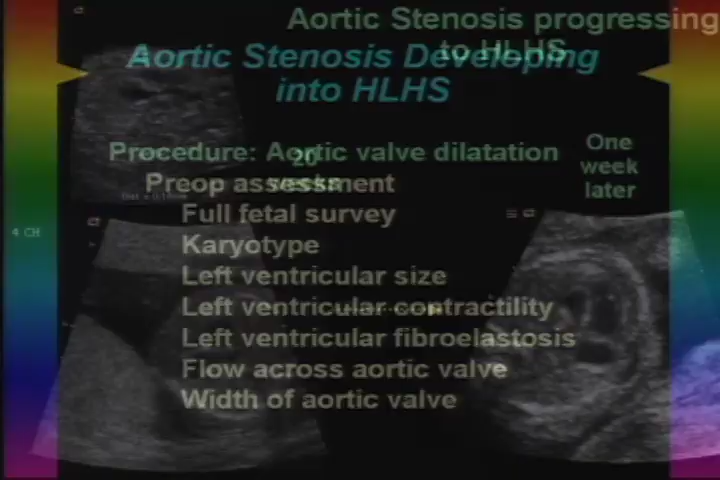 Aortic Stenosis progressing
to HLHS
Aortic Stenosis Developing
into HLHS
Procedure: Aortic valve dilatation
20
weeks
One
week
later
Preop assessment
Full fetal survey
Karyotype
Left ventricular size
Left ventricular contractility
Left ventricular fibroelastosis
Flow across aortic valve
Width of aortic valve
4 CH